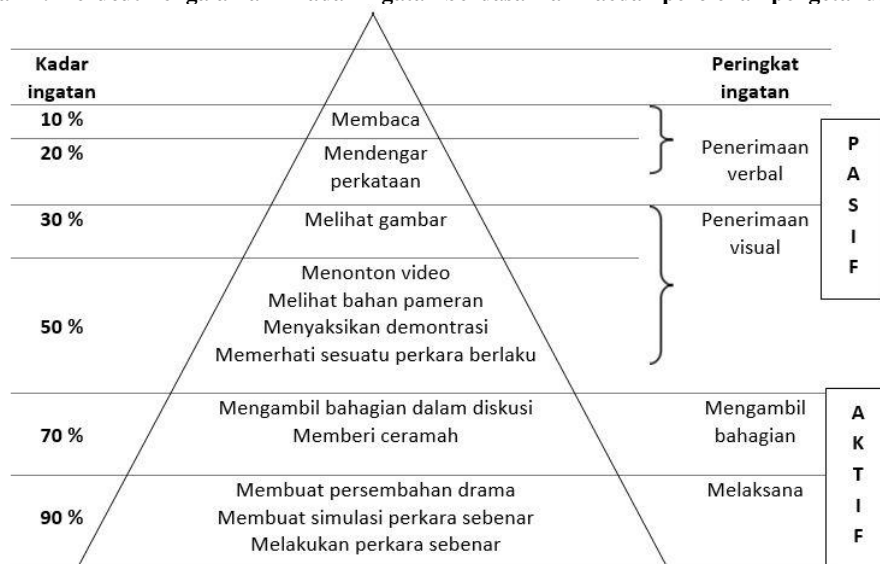 Kadar ingatan
Peringkat ingatan
10 %
Membaca
20 %
Mendengar perkataan
Penerimaan verbal
30 %
Melihat gambar
Penerimaan visual
50 %
Menonton video
Melihat bahan pameran
Menyaksikan demontrasi
Memerhati sesuatu perkara berlaku
PASIF
70 %
Mengambil bahagian dalam diskusi
Memberi ceramah
Mengambil bahagian
90 %
Membuat persembahan drama
Membuat simulasi perkara sebenar
Melakukan perkara sebenar
Melaksana
AKTIF